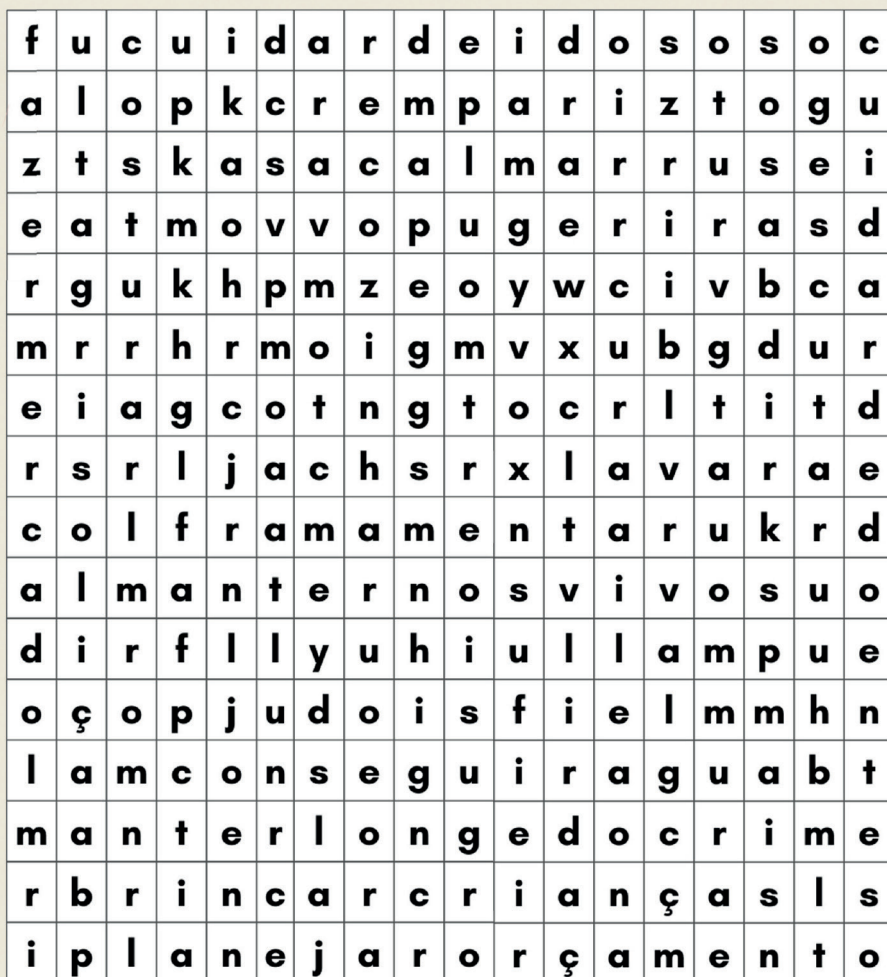 f u c u i d a r d e i d o s o s o c
a l o p k c r e m p a r i z t o g u
z t s k a s a c a l m a r r u s e i
e a t m o v v o p u g e r i r a s d
r g u k h p m z e o y w c i v b c a
m r r h r m o i g m v x u b g d u r
e i a g c o t n g t o c r l t i t d
r s r l j a c h s r x l a v a r a e
c o l f r a m a m e n t a r u k r d
a l m a n t e r n o s v i v o s u o
d i r f l l y u h i u l l a m p u e
o ç o p j u d o i s f i e l m m h n
l a m c o n s e g u i r a g u a b t
m a n t e r l o n g e d o c r i m e
r b r i n c a r c r i a n ç a s l s
i p l a n e j a r o r ç a m e n t o